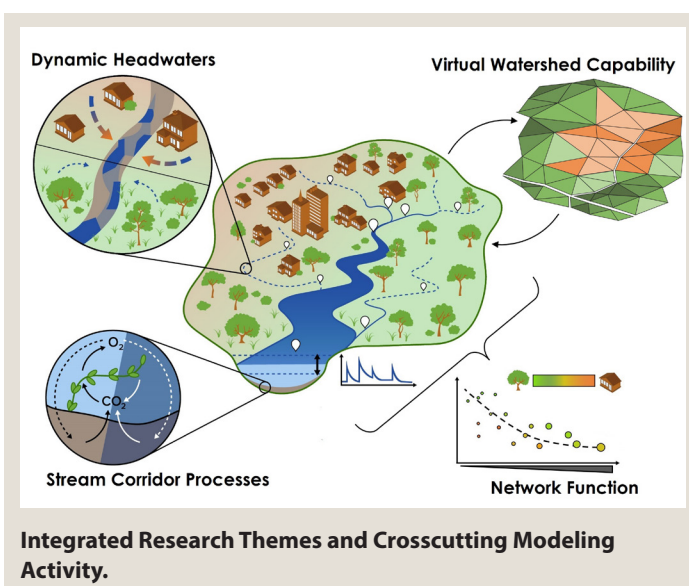 Dynamic Headwaters
Virtual Watershed Capability
O₂
CO₂
Stream Corridor Processes
Network Function
Integrated Research Themes and Crosscutting Modeling
Activity.